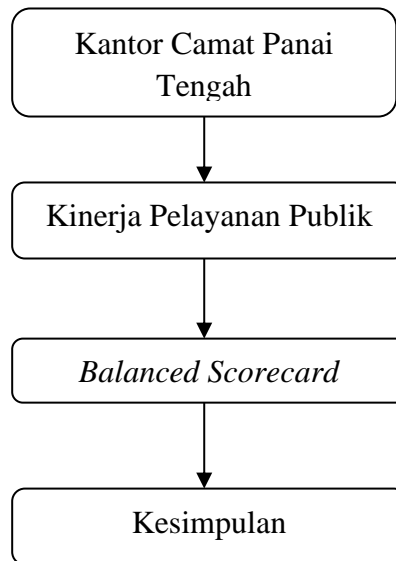 Kantor Camat Panai
Tengah
Kinerja Pelayanan Publik
Balanced Scorecard
Kesimpulan